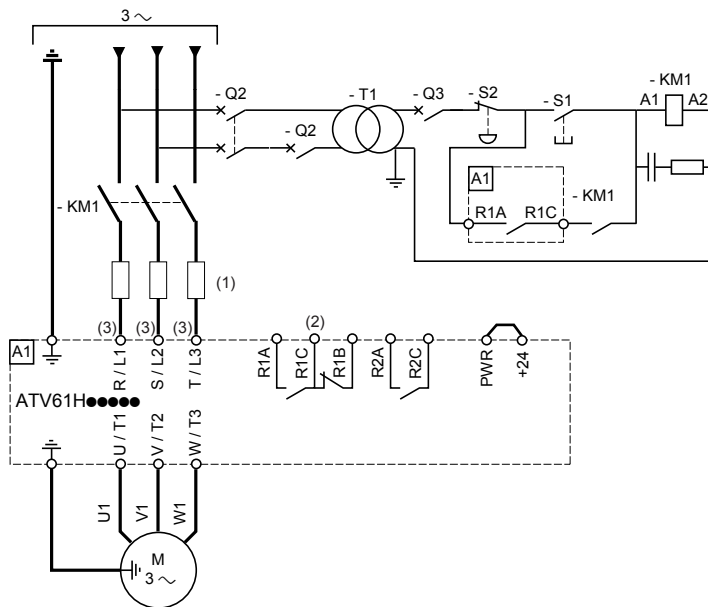 3 ~
- Q2
- T1
- Q3
- S2
- S1
- KM1
A1
A2
- Q2
A1
- KM1
R1A
R1C
- KM1
(1)
(3)
(3)
(3)
(2)
A1
R / L1
S / L2
T / L3
R1A
R1C
R1B
R2A
R2C
PWR
+24
ATV61H●●●●●
U / T1
V / T2
W / T3
U1
V1
W1
M
3 ~